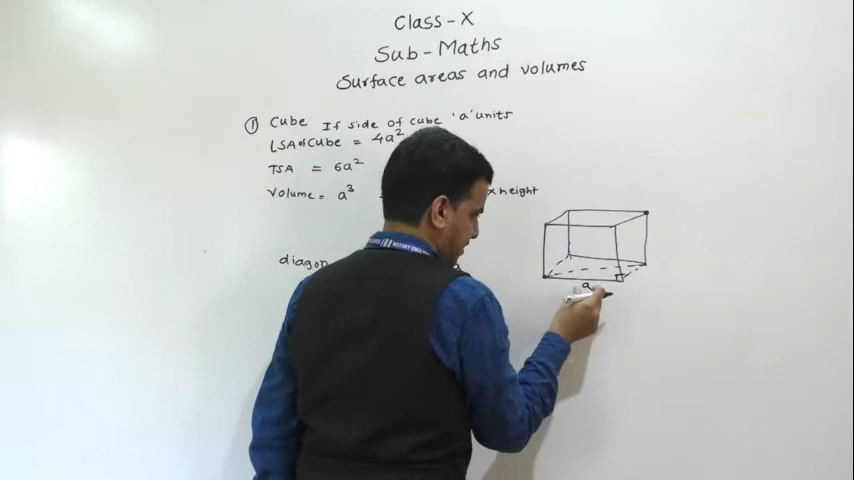 Class-X
Sub-Maths
Surface areas and volumes
① Cube If side of cube 'a' units
LSA of Cube = 4a²
TSA = 6a²
Volume = a³ = x height
diagon
a